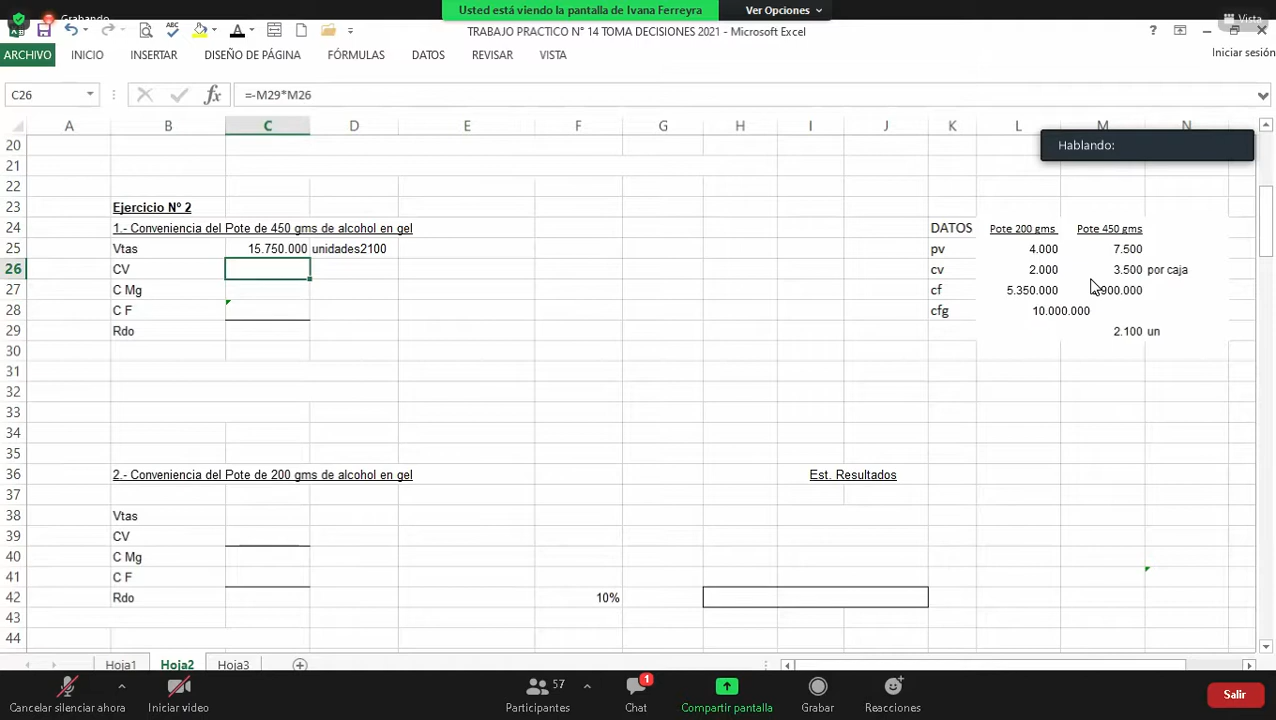 Grabando
Usted está viendo la pantalla de Ivana Ferreyra
Ver Opciones
Vista
TRABAJO PRACTICO N° 14 TOMA DECISIONES 2021 - Microsoft Excel
ARCHIVO INICIO INSERTAR DISEÑO DE PÁGINA FÓRMULAS DATOS REVISAR VISTA
Iniciar sesión
C26 fx =-M29*M26
A B C D E F G H I J K L M N
Hablando:
20
21
22
23 Ejercicio Nº 2
24 1.- Conveniencia del Pote de 450 gms de alcohol en gel DATOS Pote 200 gms Pote 450 gms
25 Vtas 15.750.000 unidades2100 pv 4.000 7.500
26 CV cv 2.000 3.500 por caja
27 C Mg cf 5.350.000 900.000
28 C F cfg 10.000.000
29 Rdo 2.100 un
30
31
32
33
34
35
36 2.- Conveniencia del Pote de 200 gms de alcohol en gel Est. Resultados
37
38 Vtas
39 CV
40 C Mg
41 C F
42 Rdo 10%
43
44
Hoja1 Hoja2 Hoja3
Cancelar silenciar ahora
Iniciar video
57
Participantes
1
Chat
Compartir pantalla
Grabar
Reacciones
Salir